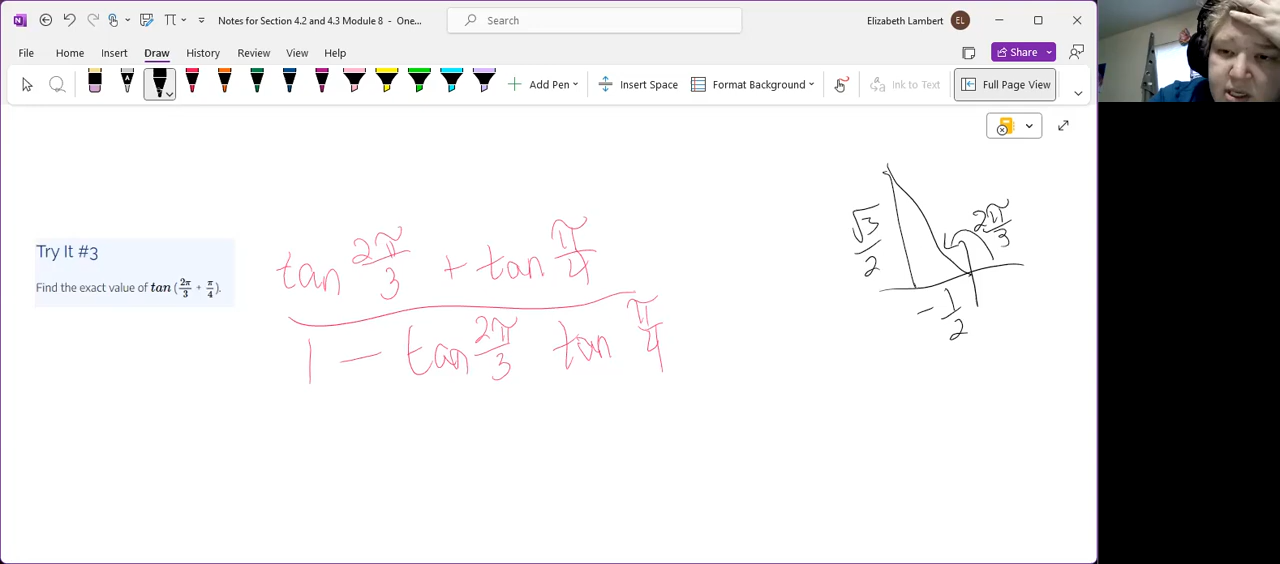 Notes for Section 4.2 and 4.3 Module 8 - One...
Search
Elizabeth Lambert
EL
File Home Insert Draw History Review View Help
Share
Add Pen
Insert Space
Format Background
Ink to Text
Full Page View
Try It #3
Find the exact value of tan (2π/3 + π/4).
tan 2π/3 + tan π/4
1 - tan 2π/3 tan π/4
√3/2
2π/3
-1/2